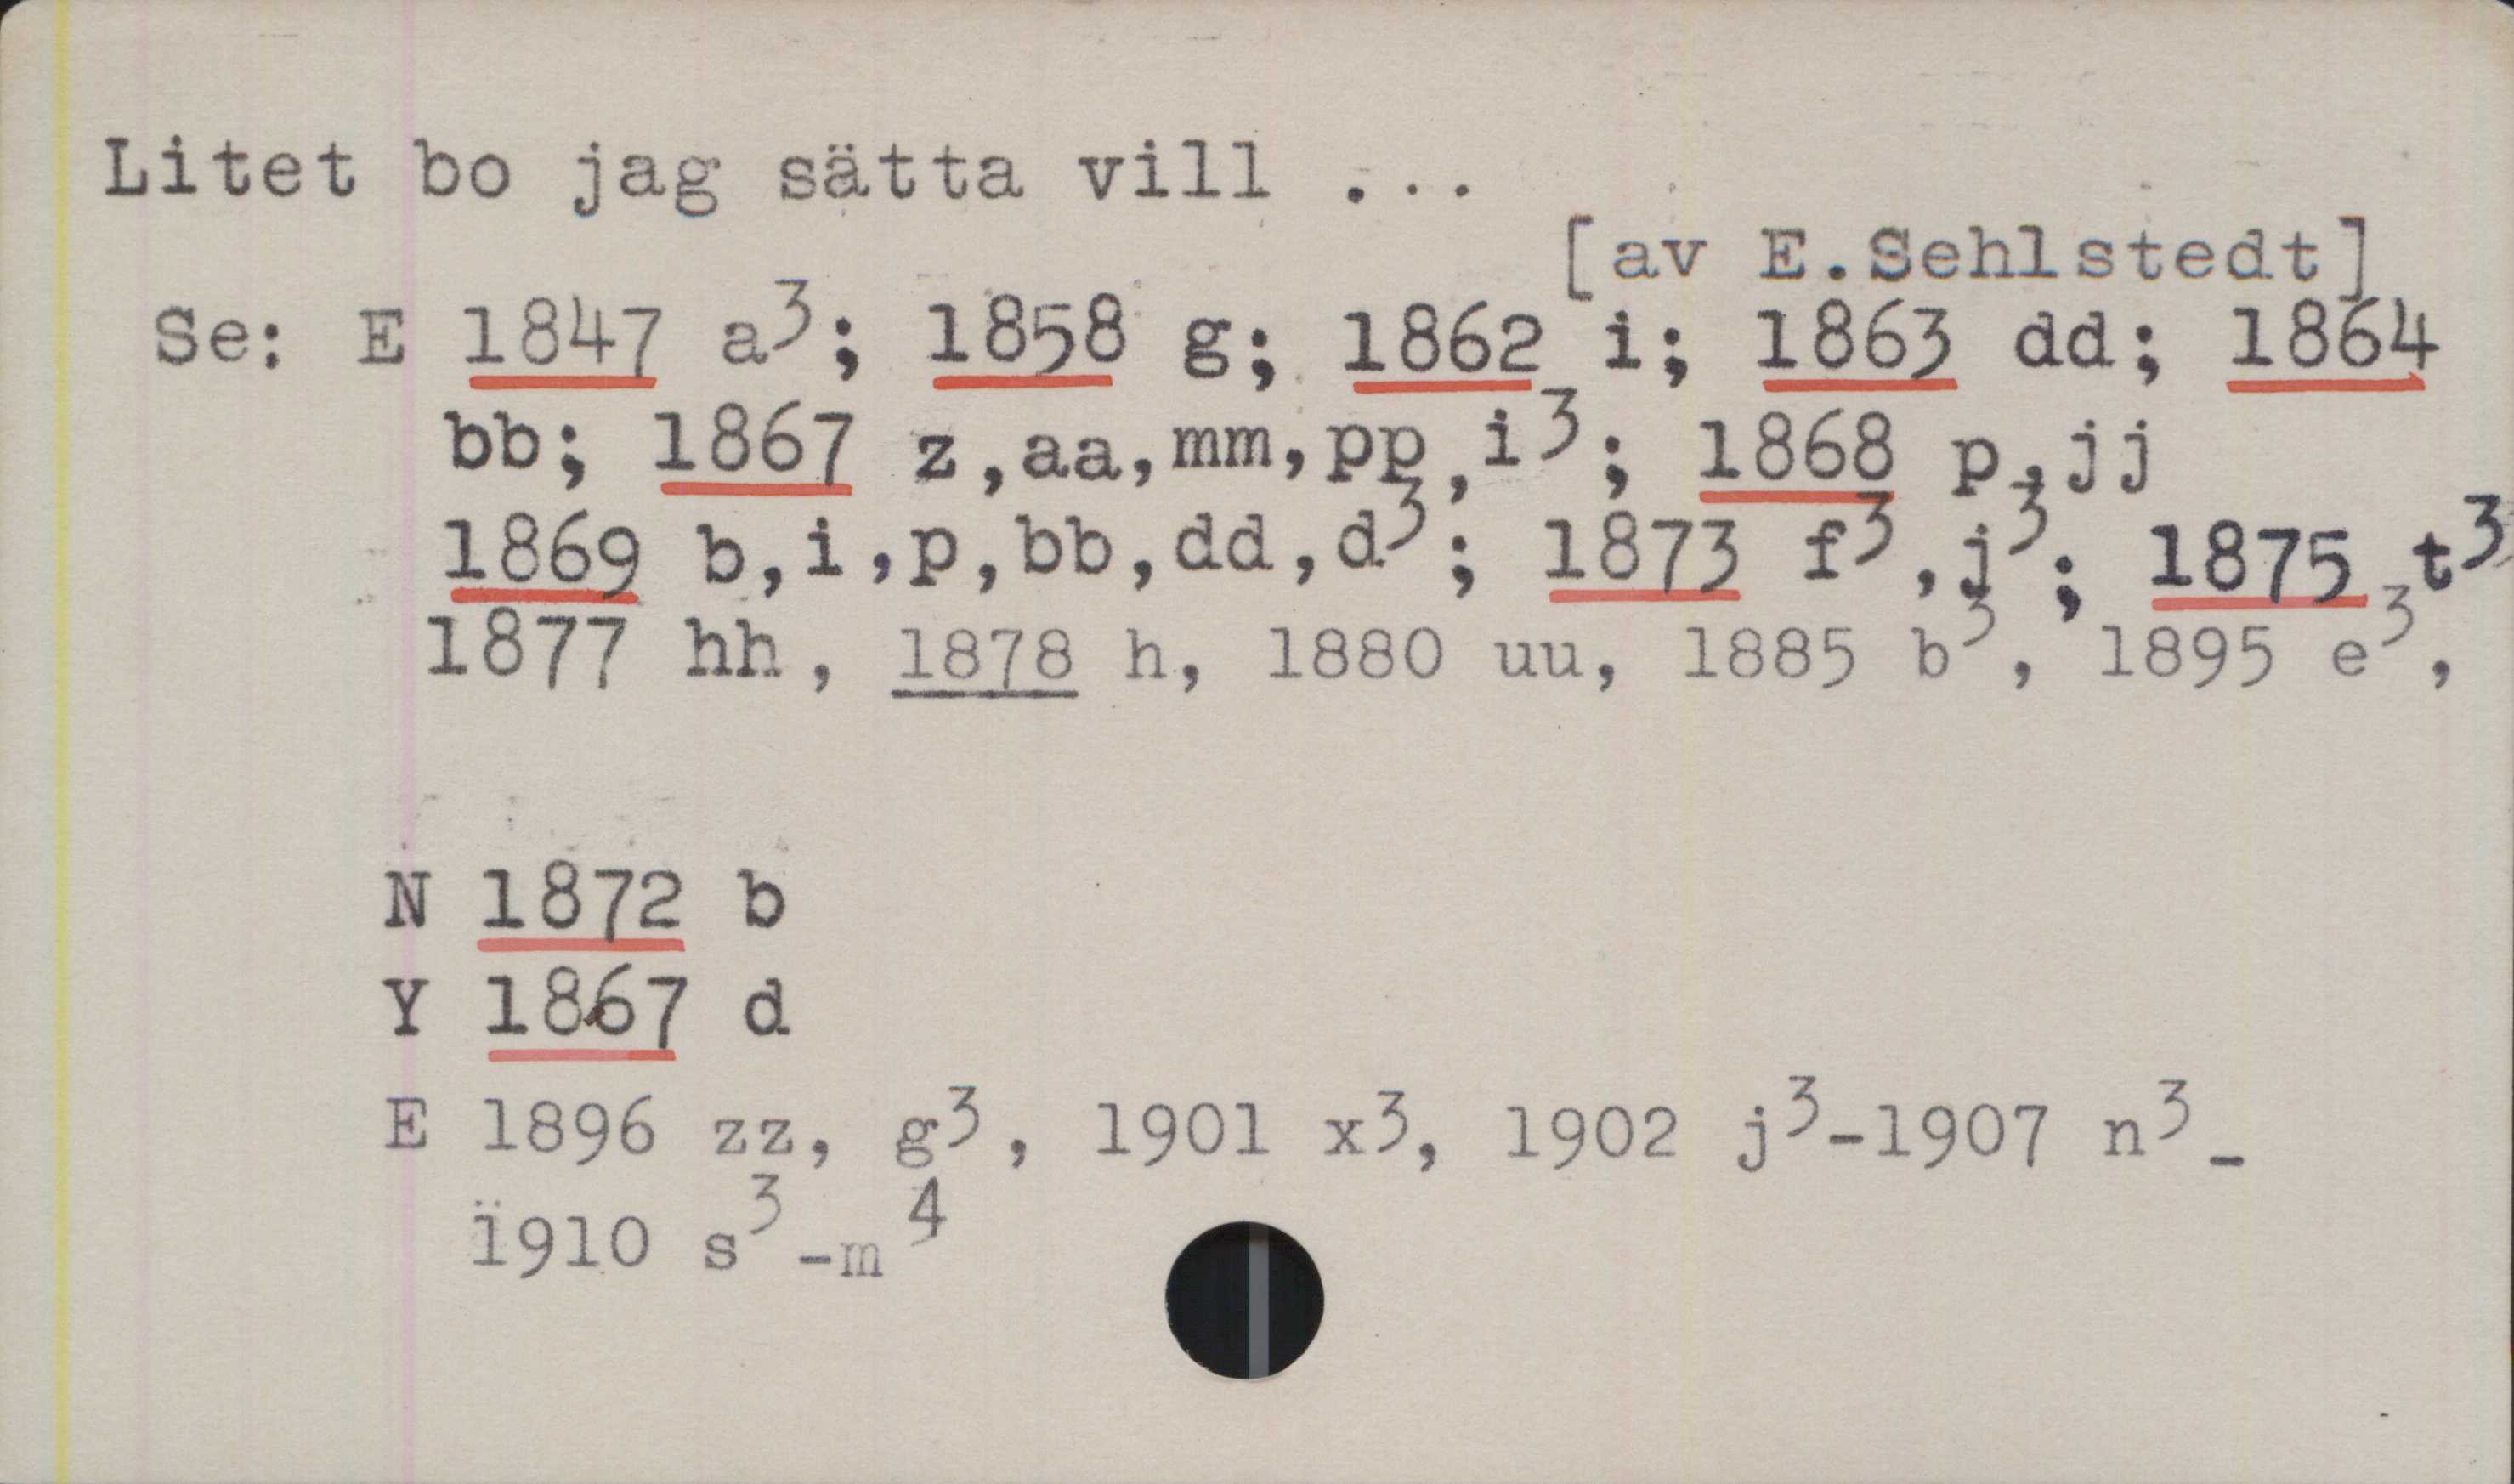 Litet bo jag sätta vill ...
[av E.Sehlstedt]
Se: E 1847 a³; 1858 g; 1862 i; 1863 dd; 1864
bb; 1867 z,aa,mm,pp,i³; 1868 p,jj
1869 b,i,p,bb,dd,d³; 1873 f³,j³; 1875 t³
1877 hh, 1878 h, 1880 uu, 1885 b³, 1895 e³,
N 1872 b
Y 1867 d
E 1896 zz, g³, 1901 x³, 1902 j³-1907 n³-
ï910 s³-m⁴